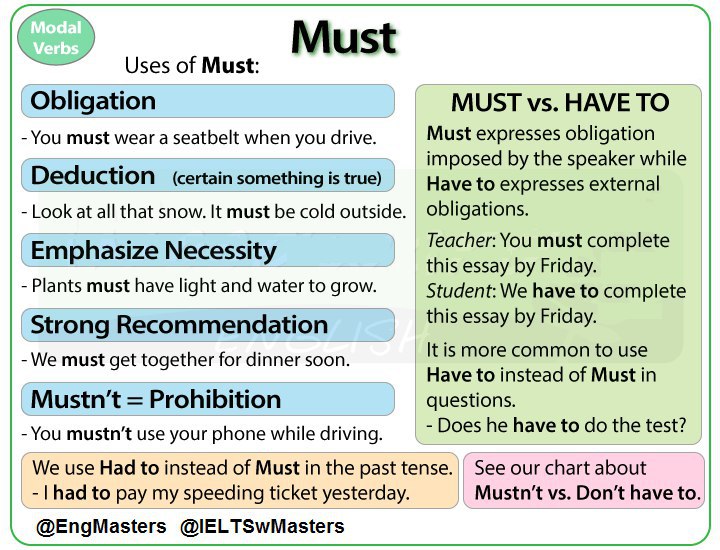 Modal
Verbs
Must
Uses of Must:
Obligation
- You must wear a seatbelt when you drive.
Deduction (certain something is true)
- Look at all that snow. It must be cold outside.
Emphasize Necessity
- Plants must have light and water to grow.
Strong Recommendation
- We must get together for dinner soon.
Mustn't = Prohibition
- You mustn't use your phone while driving.
MUST vs. HAVE TO
Must expresses obligation
imposed by the speaker while
Have to expresses external
obligations.
Teacher: You must complete
this essay by Friday.
Student: We have to complete
this essay by Friday.
It is more common to use
Have to instead of Must in
questions.
- Does he have to do the test?
We use Had to instead of Must in the past tense.
- I had to pay my speeding ticket yesterday.
See our chart about
Mustn't vs. Don't have to.
@EngMasters @IELTSwMasters
ENGLISH